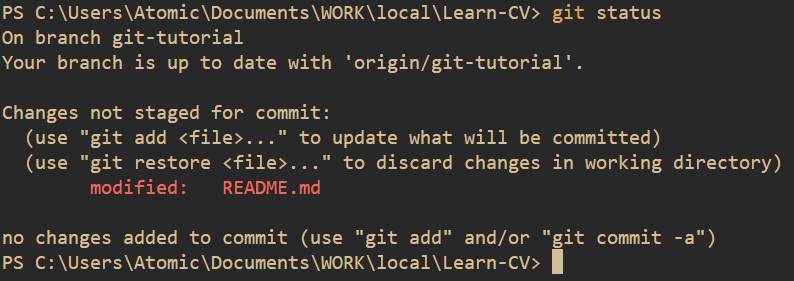 PS C:\Users\Atomic\Documents\WORK\local\Learn-CV> git status
On branch git-tutorial
Your branch is up to date with 'origin/git-tutorial'.
Changes not staged for commit:
  (use "git add <file>..." to update what will be committed)
  (use "git restore <file>..." to discard changes in working directory)
        modified:   README.md
no changes added to commit (use "git add" and/or "git commit -a")
PS C:\Users\Atomic\Documents\WORK\local\Learn-CV>